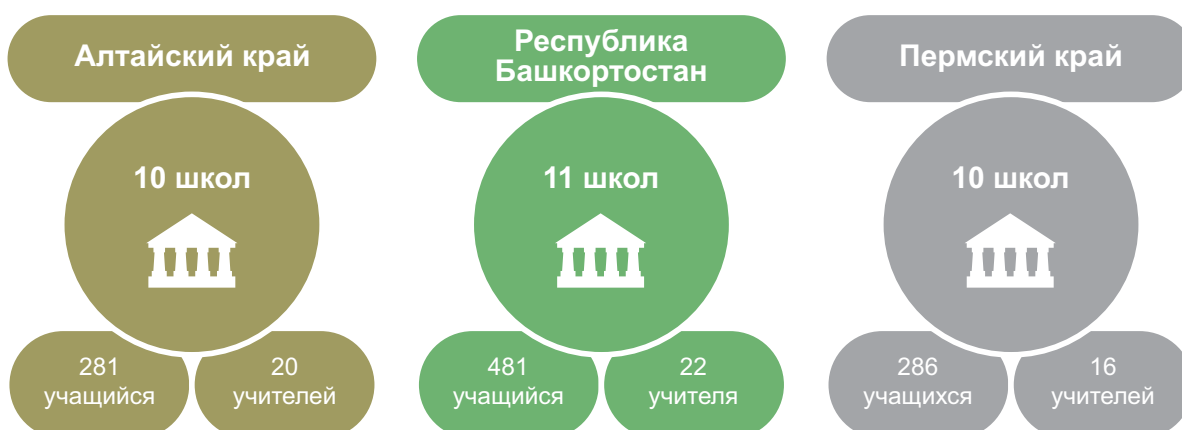 Алтайский край
10 школ
281
учащийся
20
учителей
Республика
Башкортостан
11 школ
481
учащийся
22
учителя
Пермский край
10 школ
286
учащихся
16
учителей